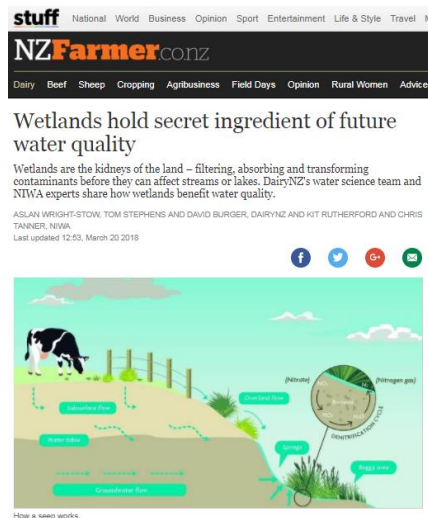 stuff National World Business Opinion Sport Entertainment Life & Style Travel
NZFarmer.co.nz
Dairy Beef Sheep Cropping Agribusiness Field Days Opinion Rural Women Advice
Wetlands hold secret ingredient of future
water quality
Wetlands are the kidneys of the land – filtering, absorbing and transforming
contaminants before they can affect streams or lakes. DairyNZ's water science team and
NIWA experts share how wetlands benefit water quality.
ASLAN WRIGHT-STOW, TOM STEPHENS AND DAVID BURGER, DAIRYNZ AND KIT RUTHERFORD AND CHRIS
TANNER, NIWA
Last updated 12:53, March 20 2018
f G+
(Nitrate) (Nitrogen gas)
Overland flow
Subsurface flow
DENITRIFICATION CYCLE
Water table
Springs
Boggy area
Groundwater flow
How a seep works.